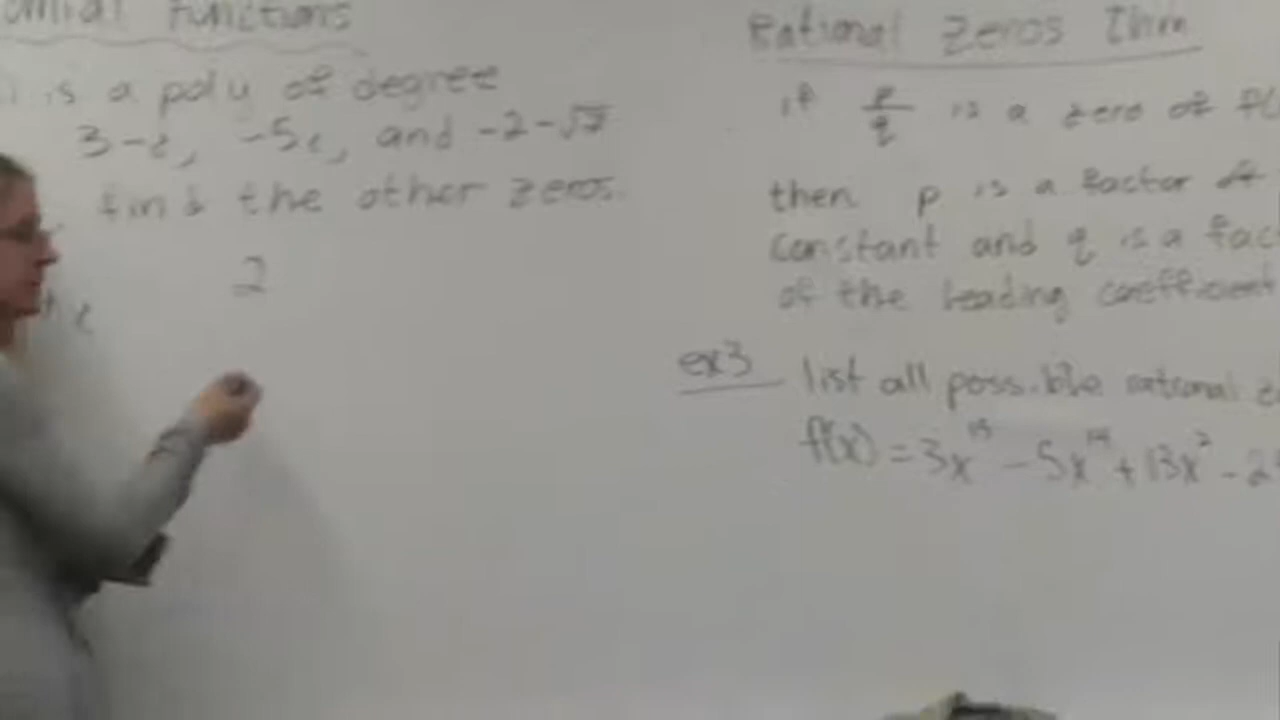 Functions
is a poly of degree
3-i, -5i, and -2-√7
find the other zeros.
2
+ i
Rational Zeros Thm
if p/q is a zero of f(
then p is a factor of
constant and q is a fac
of the leading coefficient
ex3 list all possible rational z
f(x) = 3x^15 - 5x^14 + 13x^2 - 2